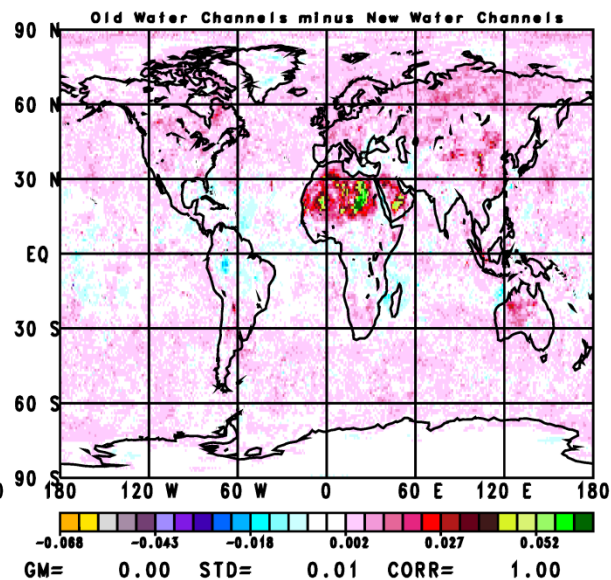 Old Water Channels minus New Water Channels
90 N
60 N
30 N
EQ
30 S
60 S
90 S
0 180 120 W 60 W 0 60 E 120 E 180
-0.068 -0.043 -0.018 0.002 0.027 0.052
GM= 0.00 STD= 0.01 CORR= 1.00